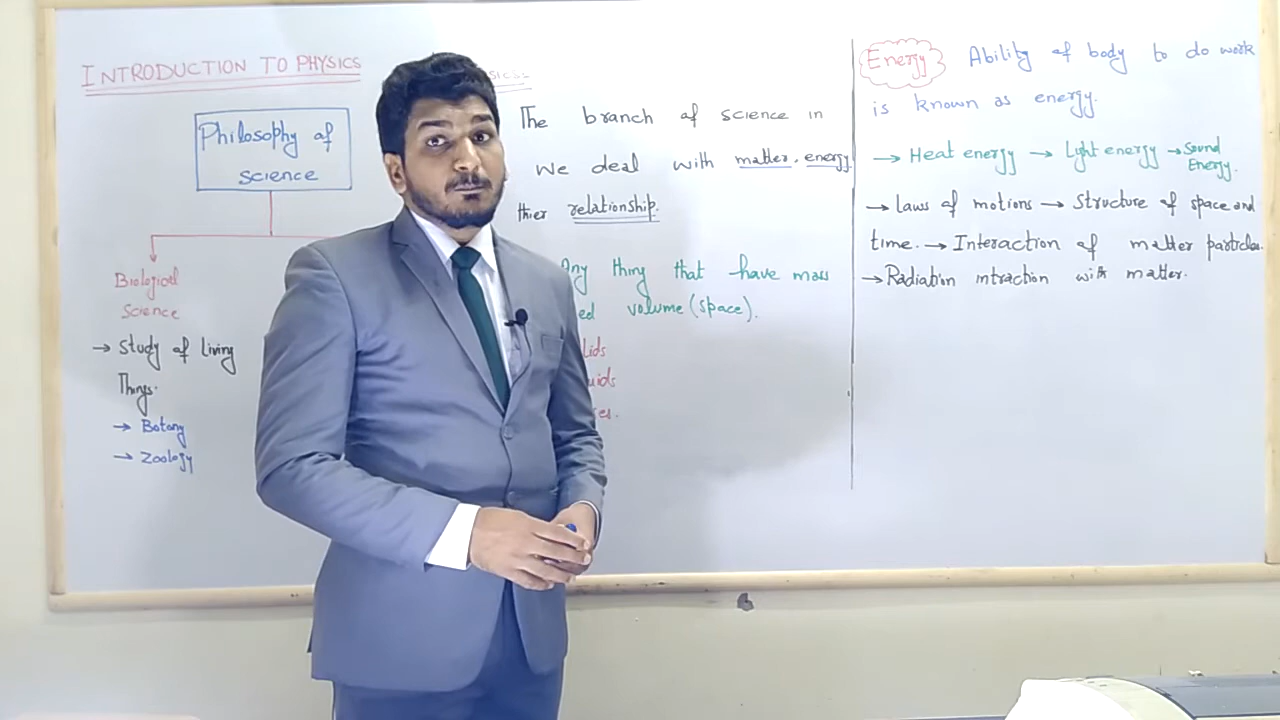 INTRODUCTION TO PHYSICS
Philosophy of
science
Biological
Science
→ Study of living
Things.
→ Botany
→ Zoology
The branch of science in
we deal with matter, energy
thier relationship.
Any thing that have mass
volume (space).
Energy Ability of body to do work
is known as energy.
→ Heat energy → Light energy → Sound
Energy.
→ Laws of motions → Structure of space and
time. → Interaction of matter particles.
→ Radiation intraction with matter.